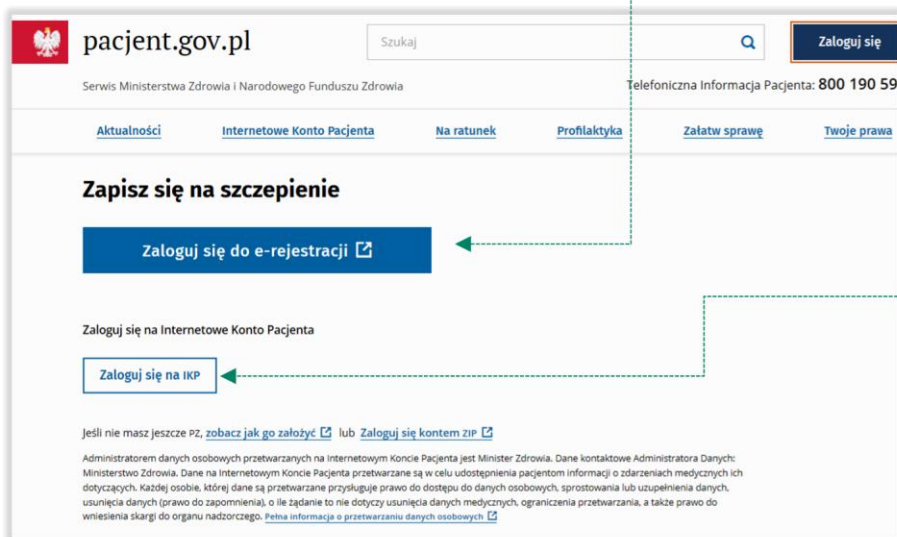 pacjent.gov.pl
Szukaj
Zaloguj się
Serwis Ministerstwa Zdrowia i Narodowego Funduszu Zdrowia
Telefoniczna Informacja Pacjenta: 800 190 59
Aktualności Internetowe Konto Pacjenta Na ratunek Profilaktyka Załatw sprawę Twoje prawa
Zapisz się na szczepienie
Zaloguj się do e-rejestracji
Zaloguj się na Internetowe Konto Pacjenta
Zaloguj się na IKP
Jeśli nie masz jeszcze PZ, zobacz jak go założyć lub Zaloguj się kontem ZIP
Administratorem danych osobowych przetwarzanych na Internetowym Koncie Pacjenta jest Minister Zdrowia. Dane kontaktowe Administratora Danych:
Ministerstwo Zdrowia. Dane na Internetowym Koncie Pacjenta przetwarzane są w celu udostępnienia pacjentom informacji o zdarzeniach medycznych ich
dotyczących. Każdej osobie, której dane są przetwarzane przysługuje prawo do dostępu do danych osobowych, sprostowania lub uzupełnienia danych,
usunięcia danych (prawo do zapomnienia), o ile żądanie to nie dotyczy usunięcia danych medycznych, ograniczenia przetwarzania, a także prawo do
wniesienia skargi do organu nadzorczego. Pełna informacja o przetwarzaniu danych osobowych